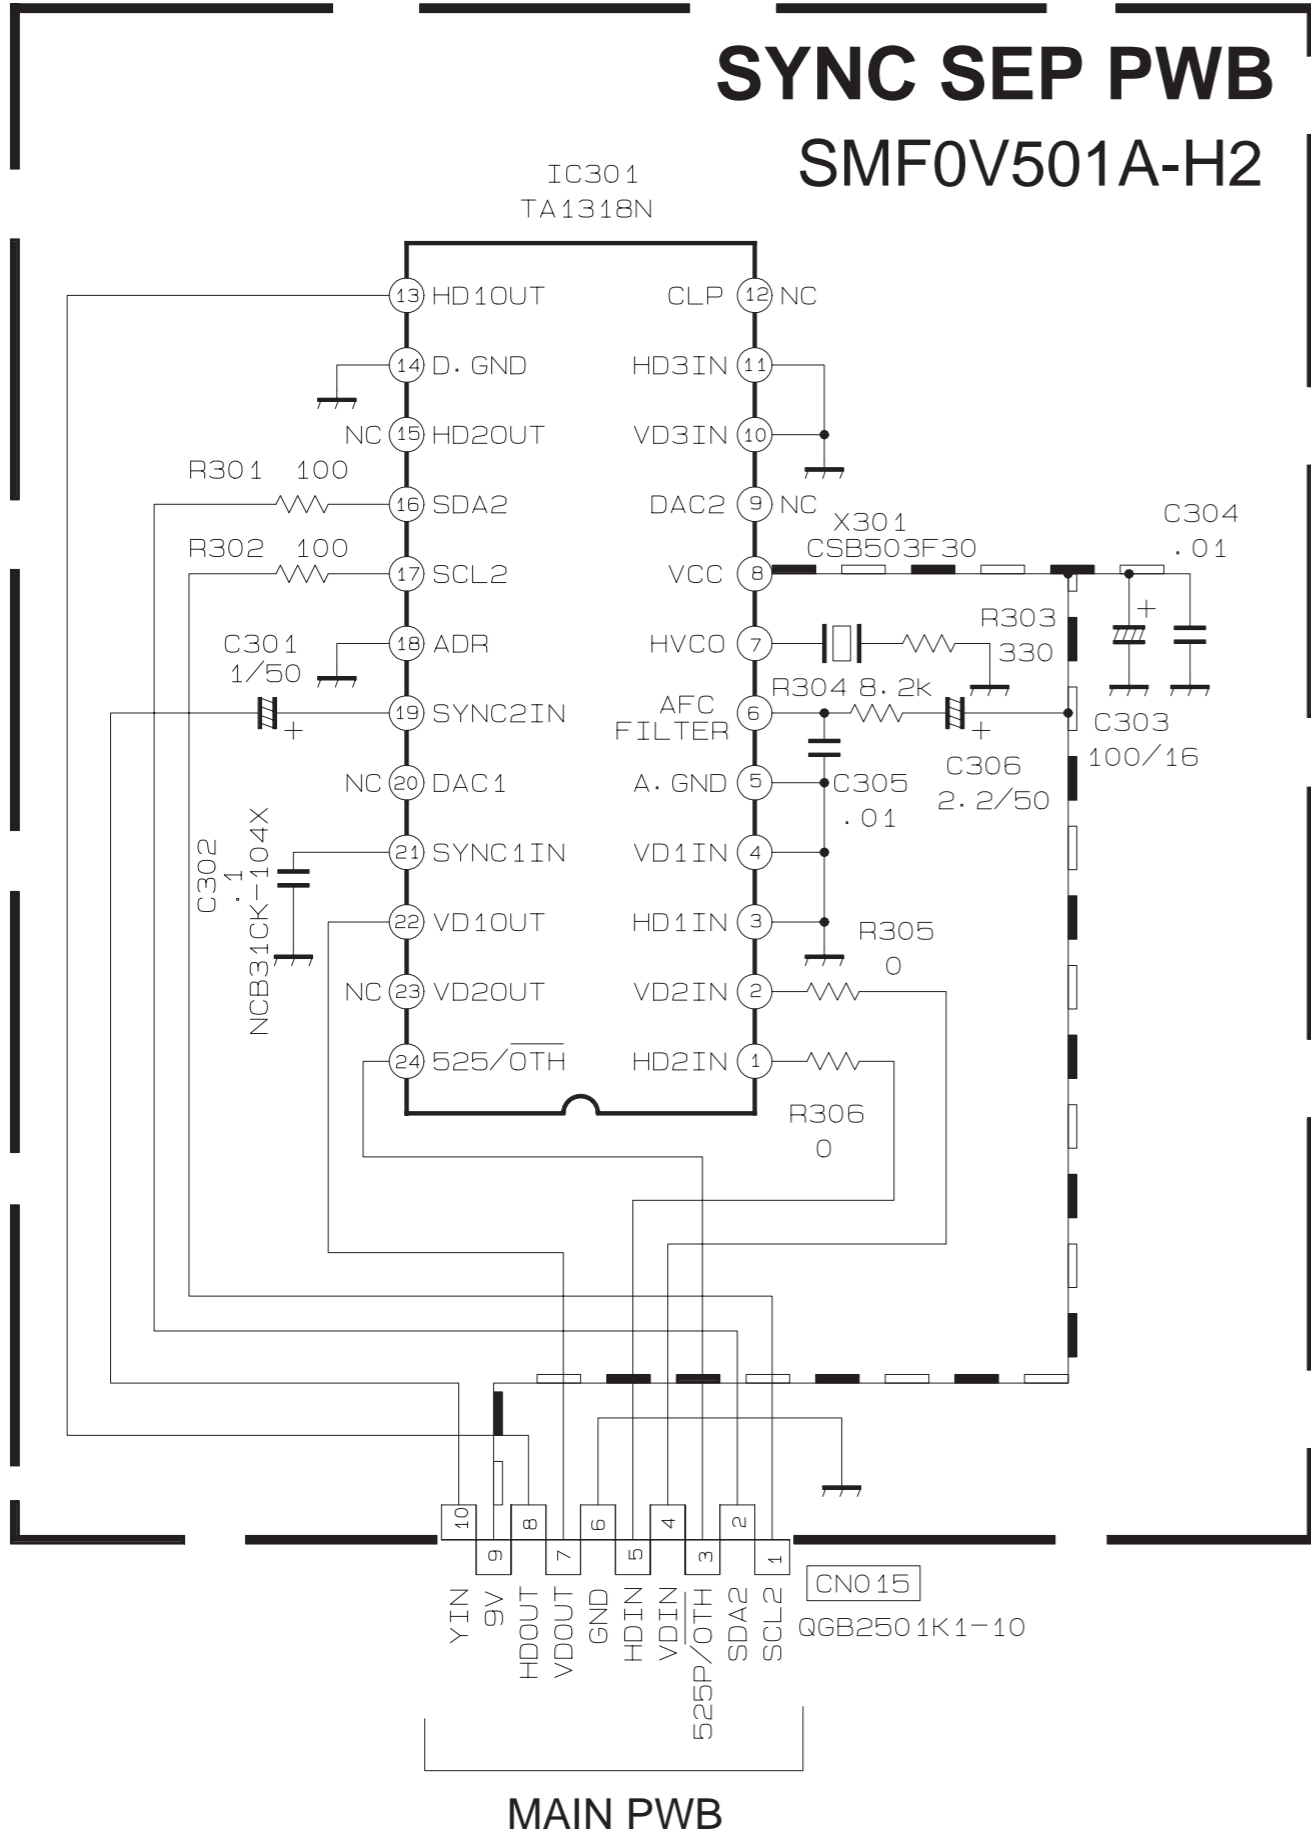 SYNC SEP PWB
SMF0V501A-H2
IC301
TA1318N
13 HD1OUT CLP 12 NC
14 D.GND HD3IN 11
NC 15 HD2OUT VD3IN 10
R301 100
16 SDA2 DAC2 9 NC
X301
CSB503F30
C304
.01
R302 100
17 SCL2 VCC 8
R303
330
C301
1/50
18 ADR HVCO 7
R304 8.2K
19 SYNC2IN AFC FILTER 6
+
+
+
C303
100/16
C306
2.2/50
NC 20 DAC1 A.GND 5
C305
.01
C302
.1
NCB31CK-104X
21 SYNC1IN VD1IN 4
22 VD1OUT HD1IN 3
R305
0
NC 23 VD2OUT VD2IN 2
24 525/OTH HD2IN 1
R306
0
10 9 8 7 6 5 4 3 2 1
YIN
9V
HDOUT
VDOUT
GND
HDIN
VDIN
525P/OTH
SDA2
SCL2
CN015
QGB2501K1-10
MAIN PWB